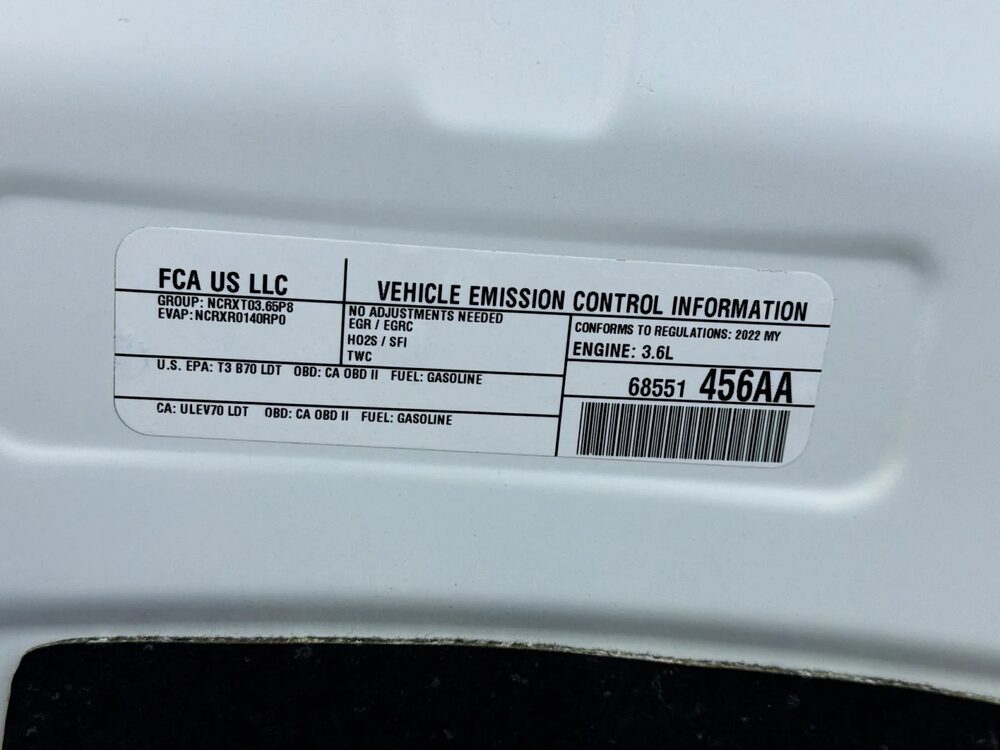 FCA US LLC
GROUP: NCRXT03.65P8
EVAP:NCRXR0140RP0
VEHICLE EMISSION CONTROL INFORMATION
NO ADJUSTMENTS NEEDED
EGR / EGRC
HO2S / SFI
TWC
CONFORMS TO REGULATIONS: 2022 MY
ENGINE: 3.6L
U.S. EPA: T3 B70 LDT OBD: CA OBD II FUEL: GASOLINE
68551 456AA
CA: ULEV70 LDT OBD: CA OBD II FUEL: GASOLINE